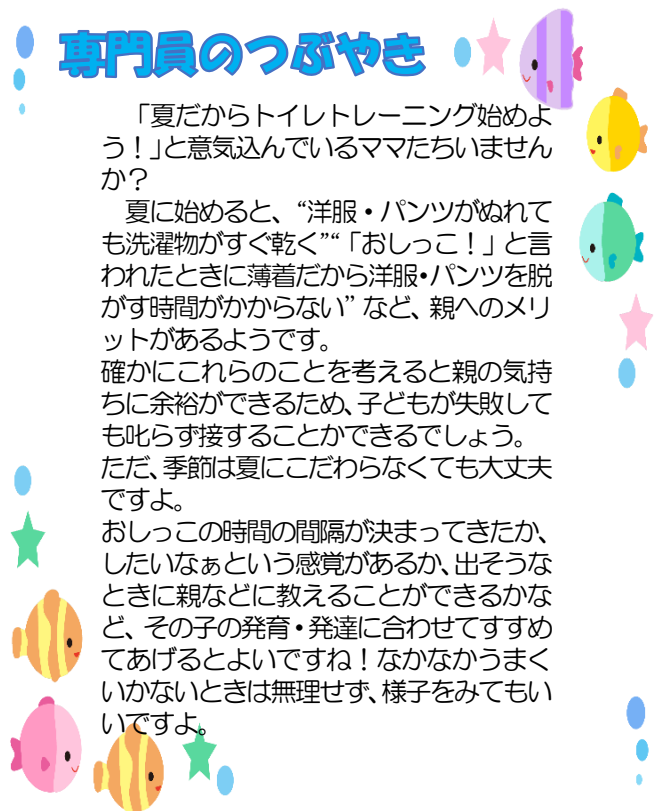 専門員のつぶやき
「夏だからトイレトレーニング始めよ
う！」と意気込んでいるママたちいません
か？
夏に始めると、“洋服・パンツがぬれて
も洗濯物がすぐ乾く”“「おしっこ！」と言
われたときに薄着だから洋服・パンツを脱
がす時間がかからない”など、親へのメリ
ットがあるようです。
確かにこれらのことを考えると親の気持
ちに余裕ができるため、子どもが失敗して
も叱らず接することかできるでしょう。
ただ、季節は夏にこだわらなくても大丈夫
ですよ。
おしっこの時間の間隔が決まってきたか、
したいなぁという感覚があるか、出そうな
ときに親などに教えることができるかな
ど、その子の発育・発達に合わせてすすめ
てあげるとよいですね！なかなかうまく
いかないときは無理せず、様子をみてもい
いですよ。